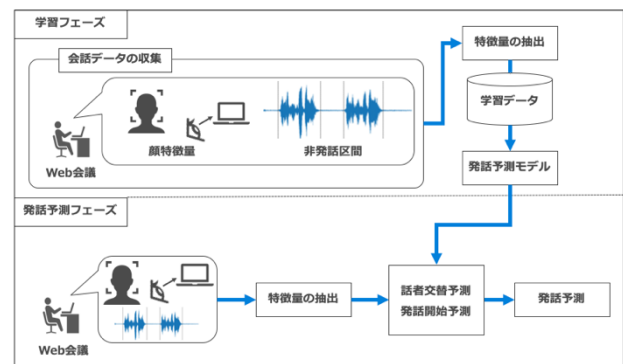 学習フェーズ
会話データの収集
顔特徴量
非発話区間
Web会議
特徴量の抽出
学習データ
発話予測モデル
発話予測フェーズ
Web会議
特徴量の抽出
話者交替予測
発話開始予測
発話予測